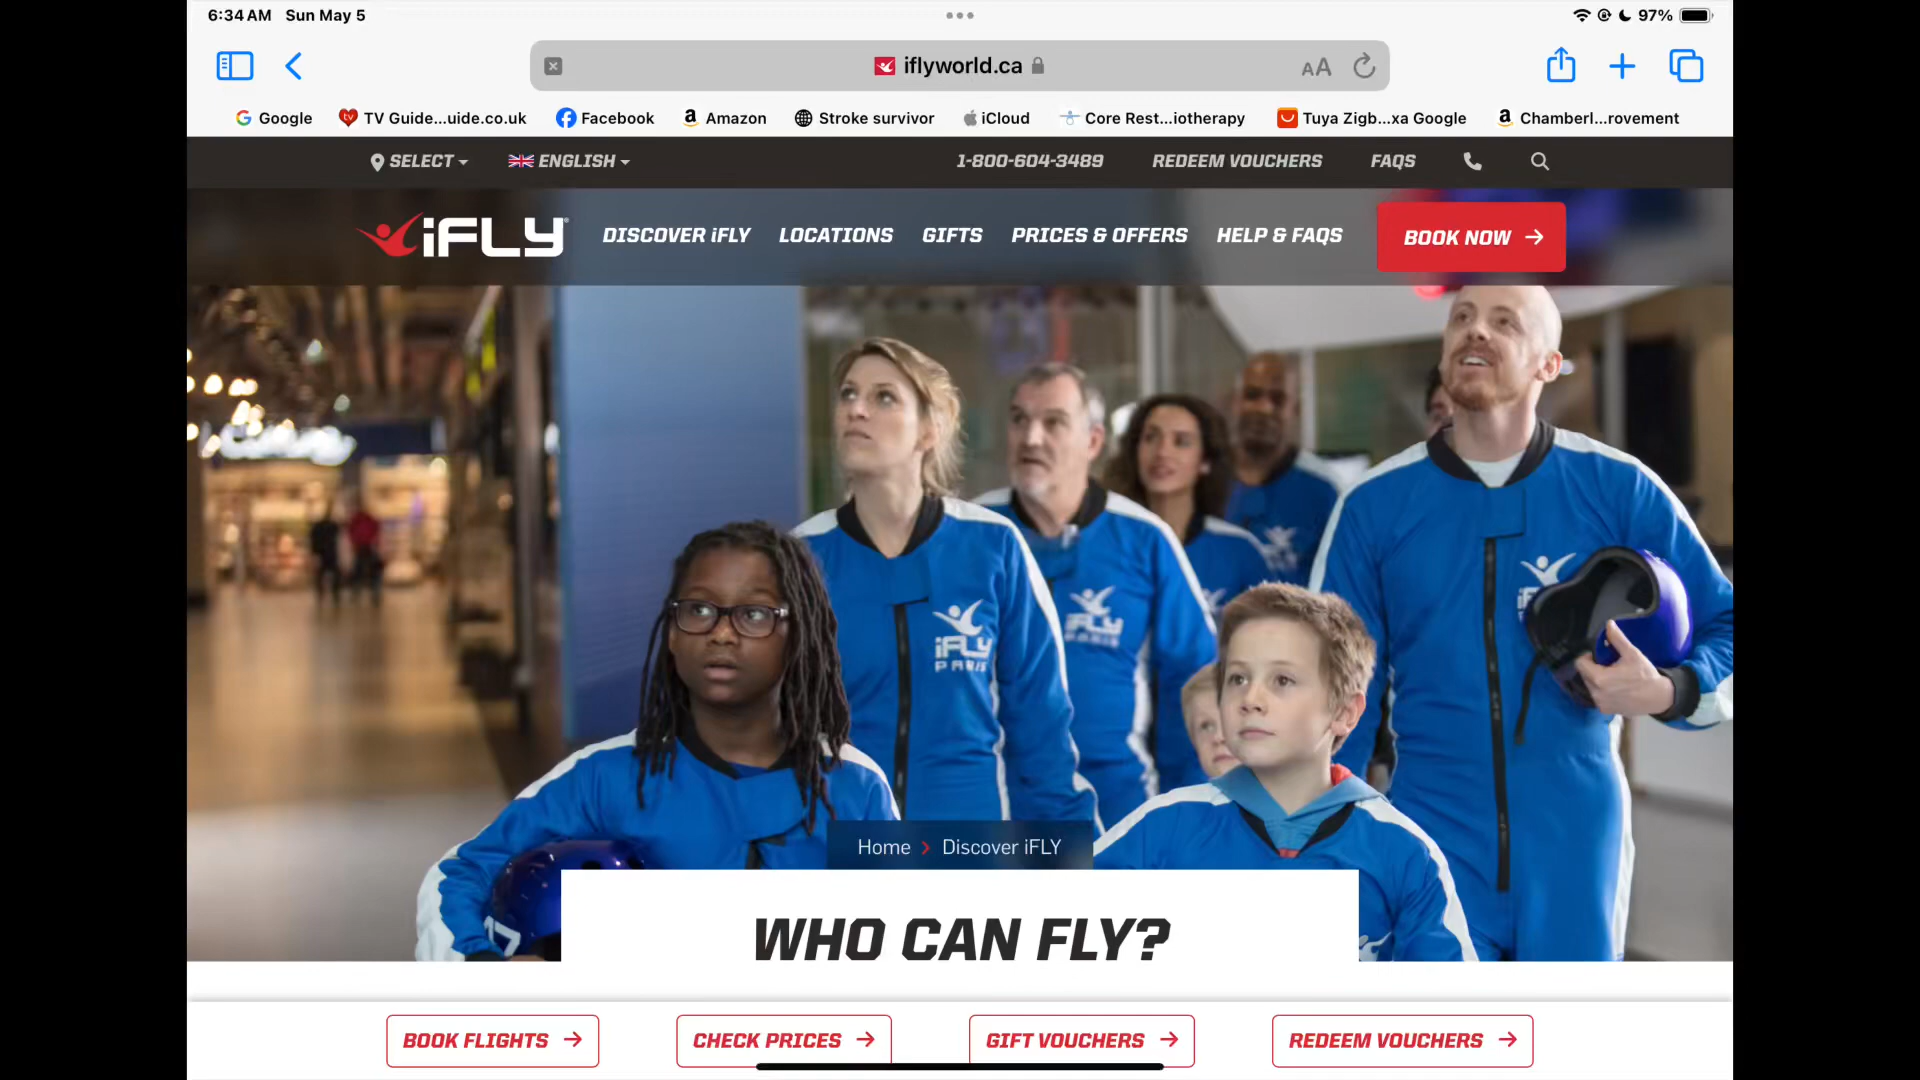 6:34 AM Sun May 5
97%
iflyworld.ca
AA
Google
TV Guide...uide.co.uk
Facebook
Amazon
Stroke survivor
iCloud
Core Rest...iotherapy
Tuya Zigb...xa Google
Chamberl...rovement
SELECT
ENGLISH
1-800-604-3489
REDEEM VOUCHERS
FAQS
iFLY
DISCOVER iFLY
LOCATIONS
GIFTS
PRICES & OFFERS
HELP & FAQS
BOOK NOW
iFLY
PARIS
iFLY
PARIS
Home
Discover iFLY
WHO CAN FLY?
BOOK FLIGHTS
CHECK PRICES
GIFT VOUCHERS
REDEEM VOUCHERS